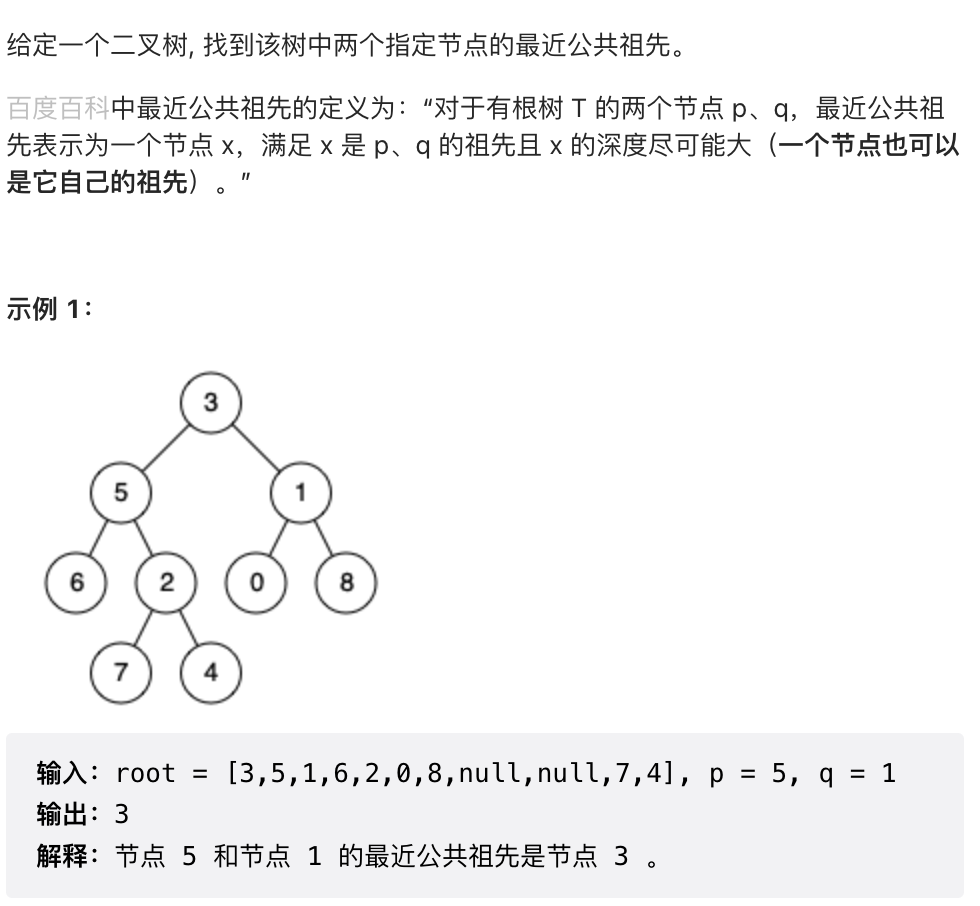 给定一个二叉树, 找到该树中两个指定节点的最近公共祖先。
百度百科中最近公共祖先的定义为：“对于有根树 T 的两个节点 p、q，最近公共祖
先表示为一个节点 x，满足 x 是 p、q 的祖先且 x 的深度尽可能大（一个节点也可以
是它自己的祖先）。”
示例 1：
3
5 1
6 2 0 8
7 4
输入：root = [3,5,1,6,2,0,8,null,null,7,4], p = 5, q = 1
输出：3
解释：节点 5 和节点 1 的最近公共祖先是节点 3 。